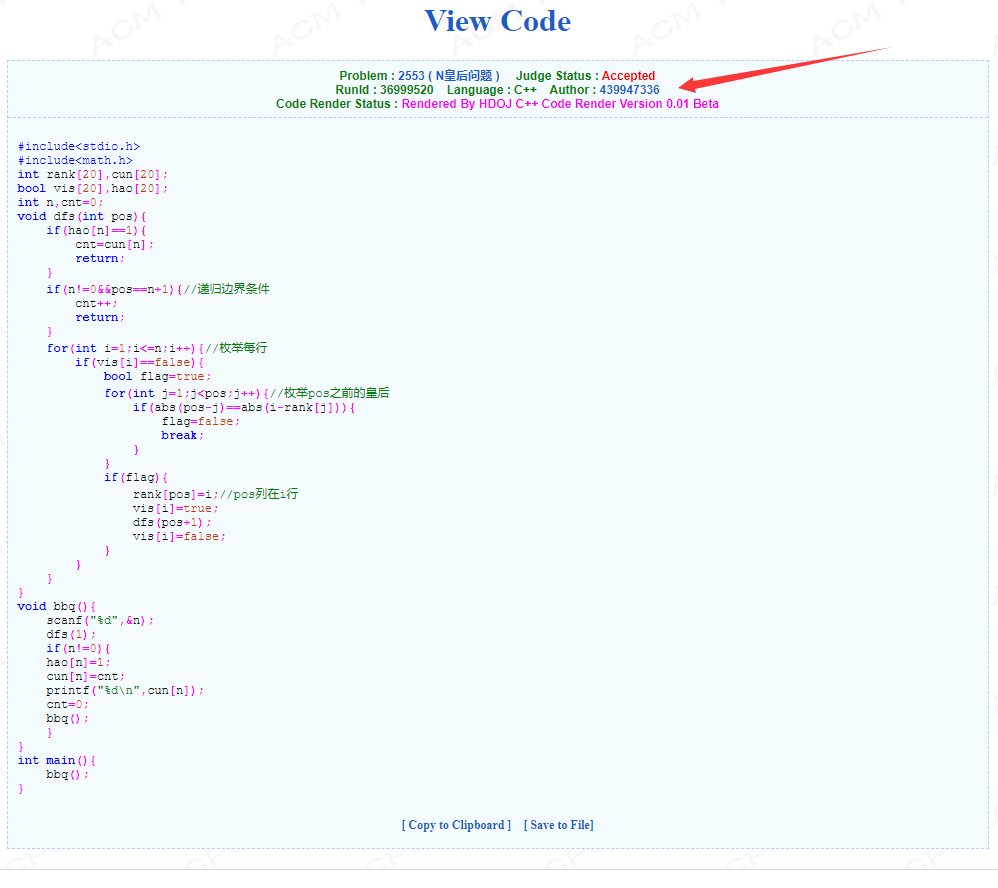 View Code
Problem : 2553 ( N皇后问题 ) Judge Status : Accepted
RunId : 36999520 Language : C++ Author : 439947336
Code Render Status : Rendered By HDOJ C++ Code Render Version 0.01 Beta
#include<stdio.h>
#include<math.h>
int rank[20],cun[20];
bool vis[20],hao[20];
int n,cnt=0;
void dfs(int pos){
    if(hao[n]==1){
        cnt=cun[n];
        return;
    }
    if(n!=0&&pos==n+1){//递归边界条件
        cnt++;
        return;
    }
    for(int i=1;i<=n;i++){//枚举每行
        if(vis[i]==false){
            bool flag=true;
            for(int j=1;j<pos;j++){//枚举pos之前的皇后
                if(abs(pos-j)==abs(i-rank[j])){
                    flag=false;
                    break;
                }
            }
            if(flag){
                rank[pos]=i;//pos列在i行
                vis[i]=true;
                dfs(pos+1);
                vis[i]=false;
            }
        }
    }
}
void bbq(){
    scanf("%d",&n);
    dfs(1);
    if(n!=0){
    hao[n]=1;
    cun[n]=cnt;
    printf("%d\n",cun[n]);
    cnt=0;
    bbq();
    }
}
int main(){
    bbq();
}
[ Copy to Clipboard ] [ Save to File]